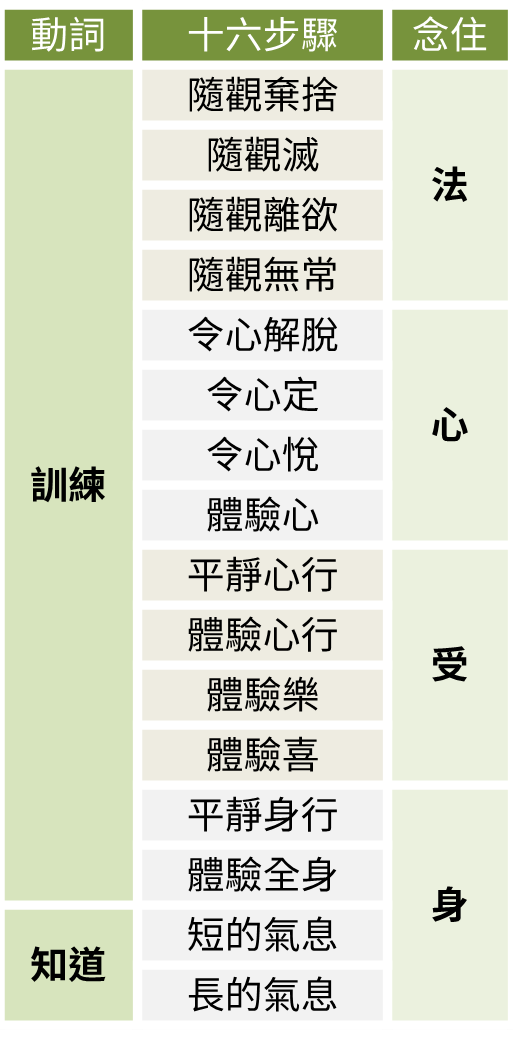 動詞 十六步驟 念住
隨觀棄捨
隨觀滅
法
隨觀離欲
隨觀無常
令心解脫
令心定
心
令心悅
訓練
體驗心
平靜心行
體驗心行
受
體驗樂
體驗喜
平靜身行
體驗全身
身
短的氣息
知道
長的氣息